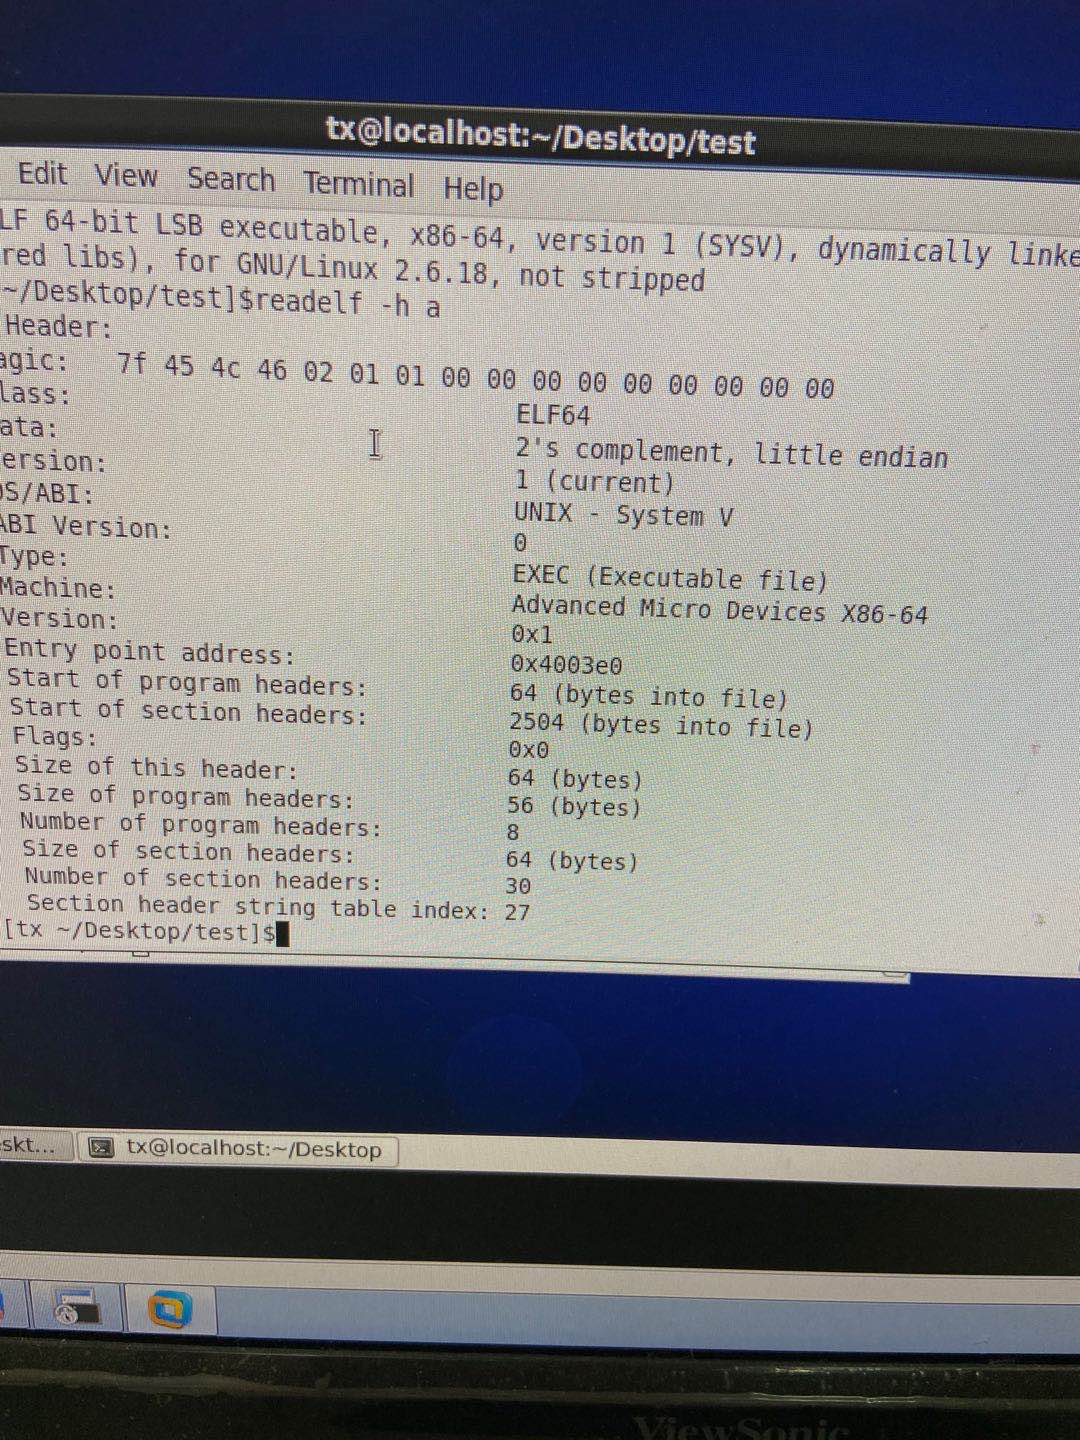 tx@localhost:~/Desktop/test
Edit View Search Terminal Help
LF 64-bit LSB executable, x86-64, version 1 (SYSV), dynamically linke
red libs), for GNU/Linux 2.6.18, not stripped
~/Desktop/test]$readelf -h a
Header:
agic: 7f 45 4c 46 02 01 01 00 00 00 00 00 00 00 00 00
lass: ELF64
ata: 2's complement, little endian
ersion: 1 (current)
OS/ABI: UNIX - System V
ABI Version: 0
Type: EXEC (Executable file)
Machine: Advanced Micro Devices X86-64
Version: 0x1
Entry point address: 0x4003e0
Start of program headers: 64 (bytes into file)
Start of section headers: 2504 (bytes into file)
Flags: 0x0
Size of this header: 64 (bytes)
Size of program headers: 56 (bytes)
Number of program headers: 8
Size of section headers: 64 (bytes)
Number of section headers: 30
Section header string table index: 27
[tx ~/Desktop/test]$
eskt... tx@localhost:~/Desktop
ViewSonic